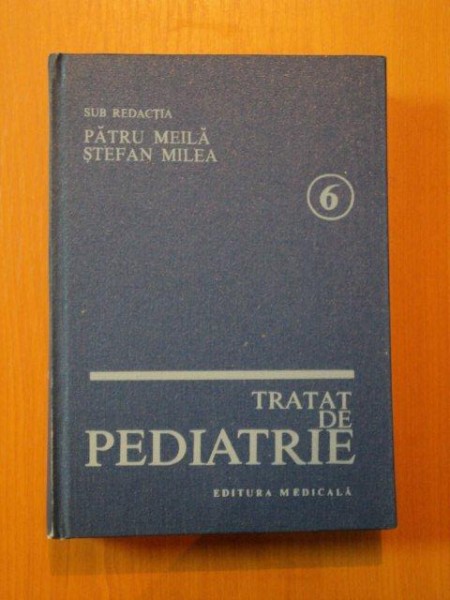 SUB REDACȚIA
PĂTRU MEILĂ
ȘTEFAN MILEA
6
TRATAT
DE
PEDIATRIE
EDITURA MEDICALĂ